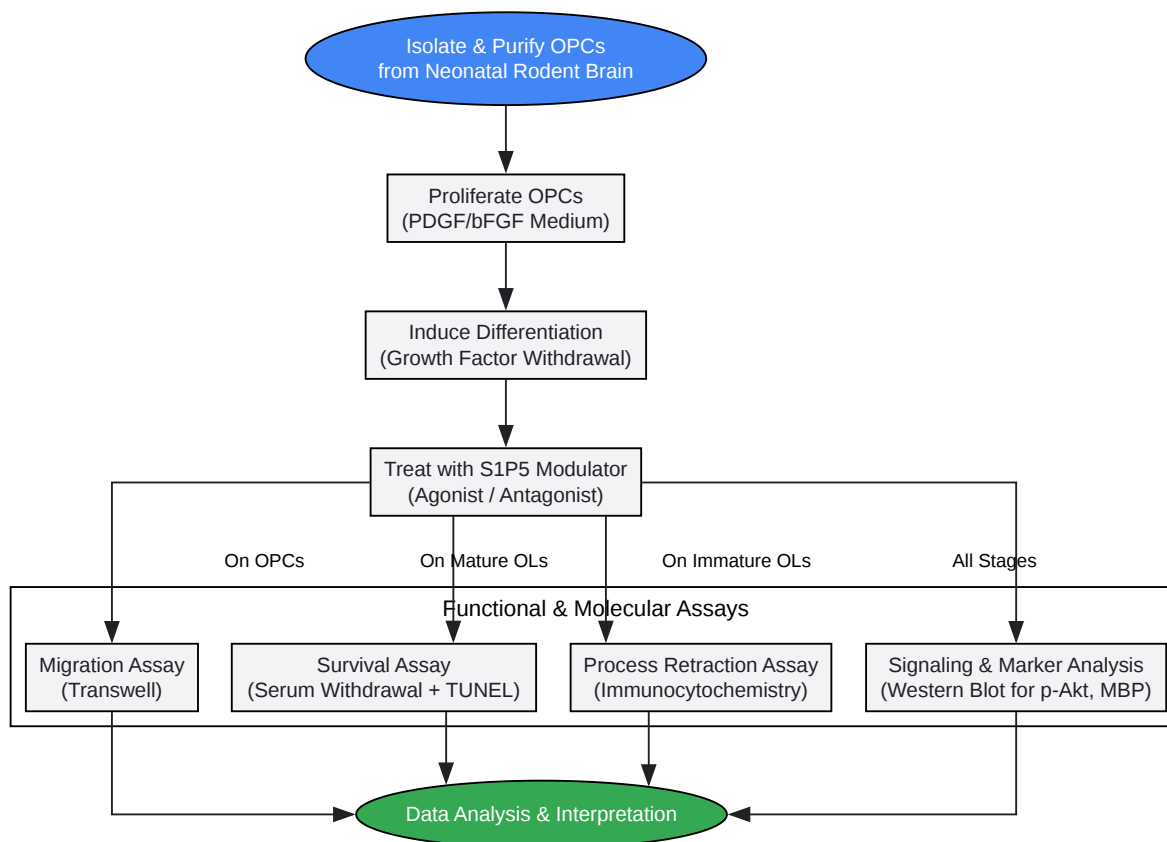 Isolate & Purify OPCs
from Neonatal Rodent Brain
Proliferate OPCs
(PDGF/bFGF Medium)
Induce Differentiation
(Growth Factor Withdrawal)
Treat with S1P5 Modulator
(Agonist / Antagonist)
On OPCs
On Mature OLs
On Immature OLs
All Stages
Functional & Molecular Assays
Migration Assay
(Transwell)
Survival Assay
(Serum Withdrawal + TUNEL)
Process Retraction Assay
(Immunocytochemistry)
Signaling & Marker Analysis
(Western Blot for p-Akt, MBP)
Data Analysis & Interpretation